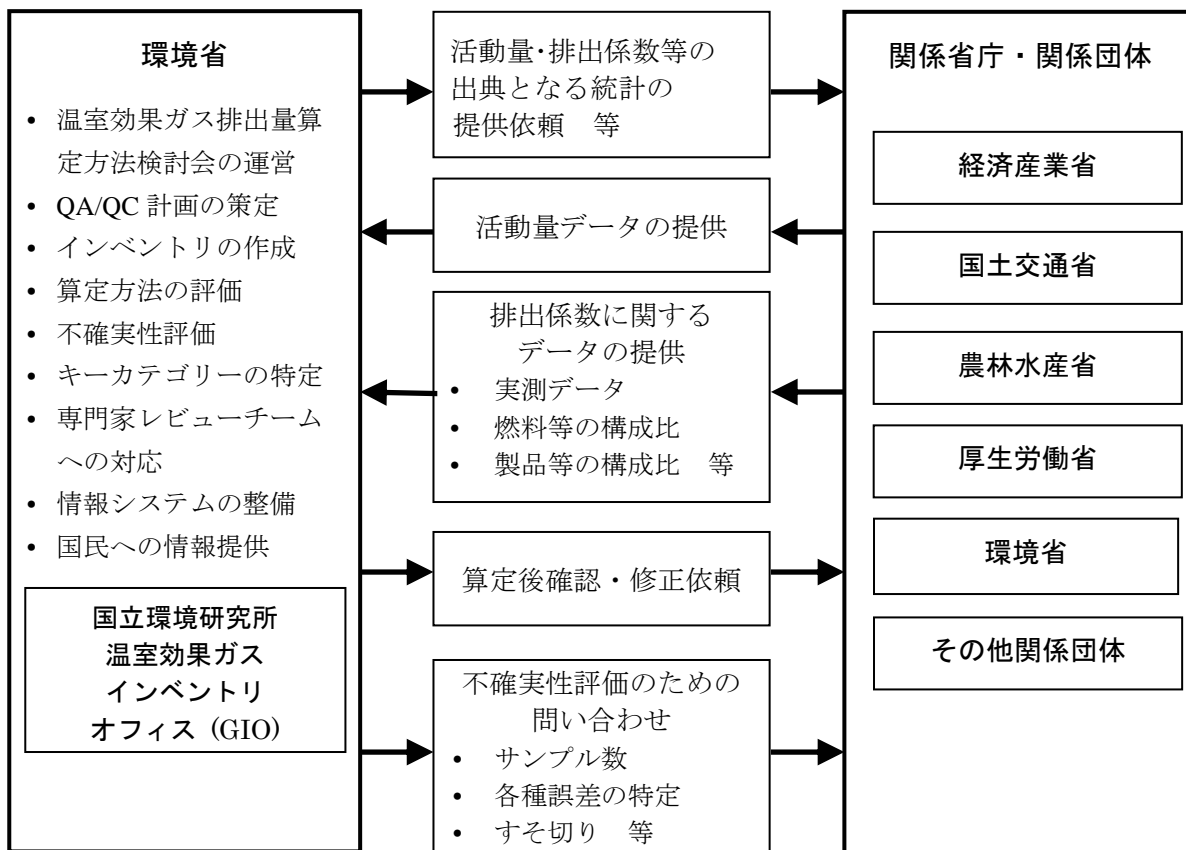 環境省
• 温室効果ガス排出量算
定方法検討会の運営
• QA/QC 計画の策定
• インベントリの作成
• 算定方法の評価
• 不確実性評価
• キーカテゴリーの特定
• 専門家レビューチーム
への対応
• 情報システムの整備
• 国民への情報提供
国立環境研究所
温室効果ガス
インベントリ
オフィス (GIO)
活動量･排出係数等の
出典となる統計の
提供依頼　等
活動量データの提供
排出係数に関する
データの提供
• 実測データ
• 燃料等の構成比
• 製品等の構成比　等
算定後確認・修正依頼
不確実性評価のための
問い合わせ
• サンプル数
• 各種誤差の特定
• すそ切り　等
関係省庁・関係団体
経済産業省
国土交通省
農林水産省
厚生労働省
環境省
その他関係団体